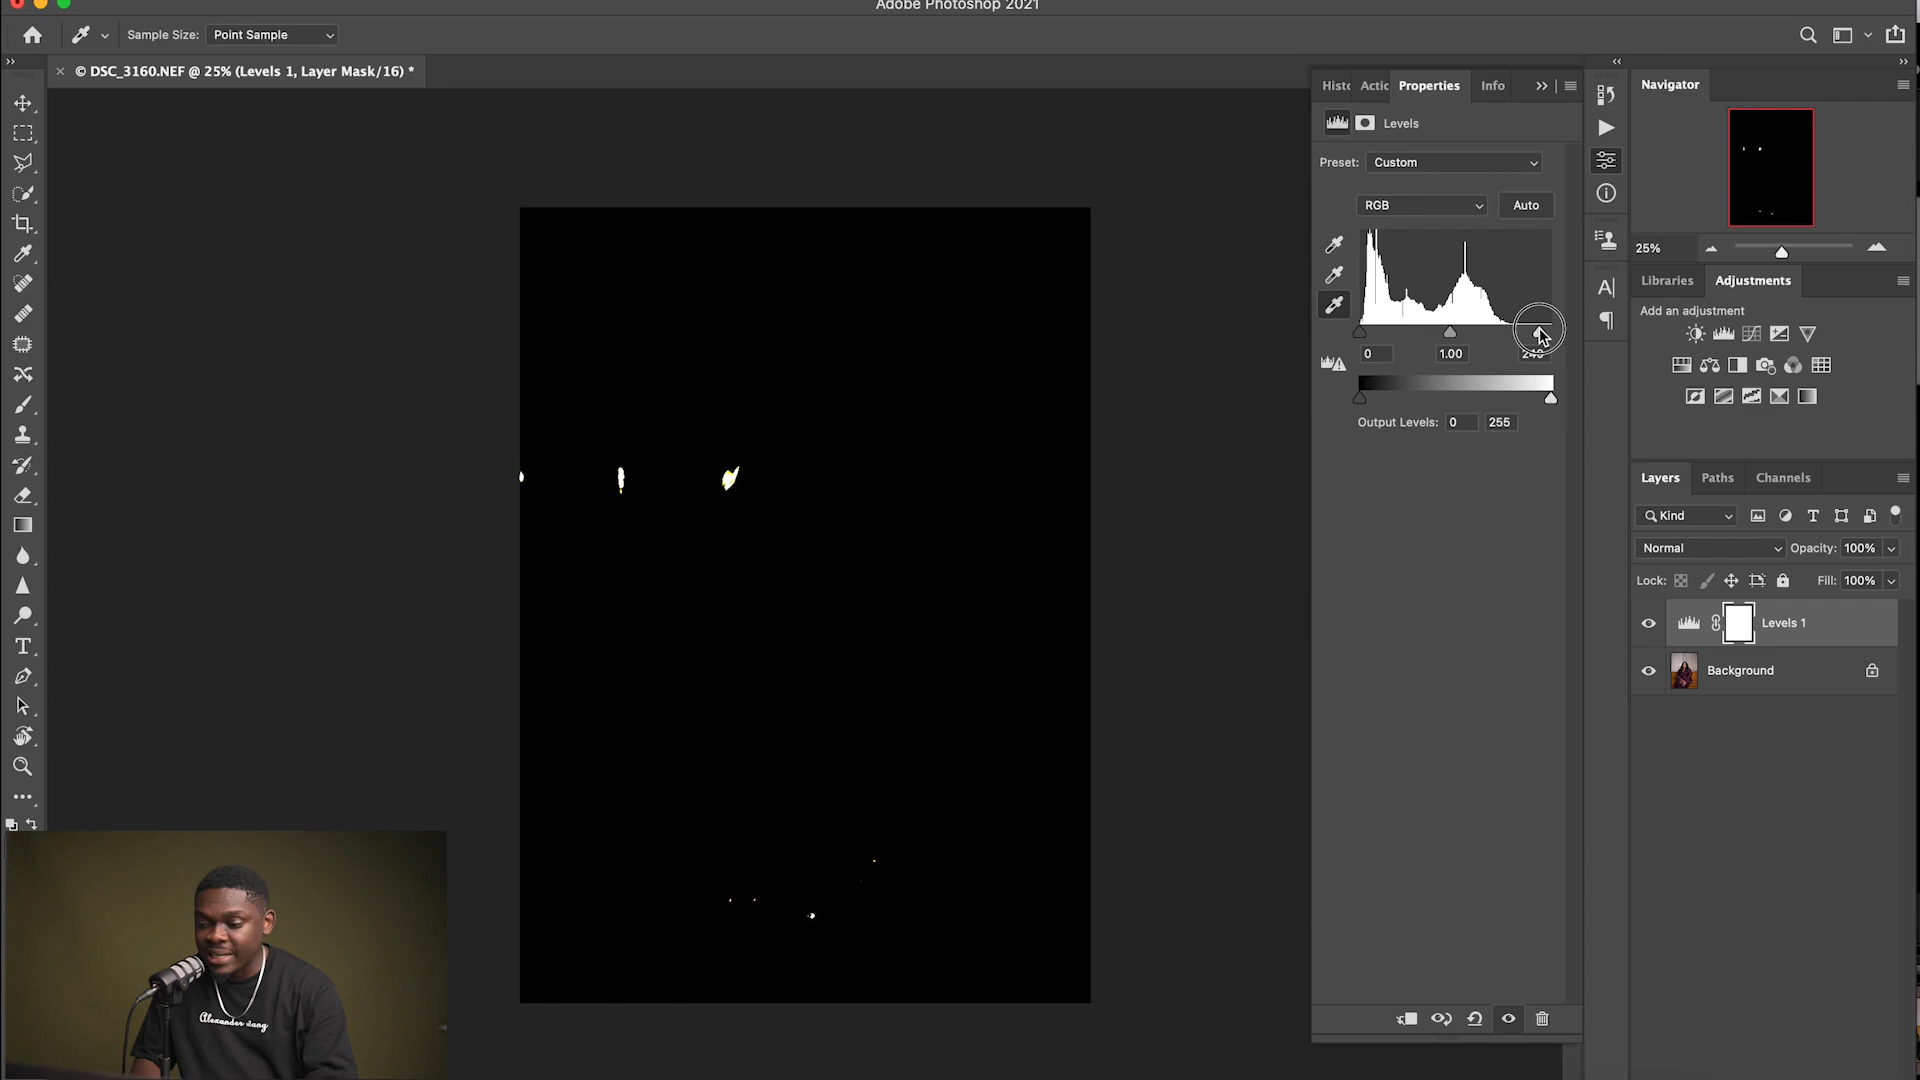 Adobe Photoshop 2021
Sample Size: Point Sample
© DSC_3160.NEF @ 25% (Levels 1, Layer Mask/16) *
Histo Actic Properties Info
Levels
Preset: Custom
RGB Auto
0 1.00
Output Levels: 0 255
Navigator
25%
Libraries Adjustments
Add an adjustment
Layers Paths Channels
Kind
Normal Opacity: 100%
Lock: Fill: 100%
Levels 1
Background